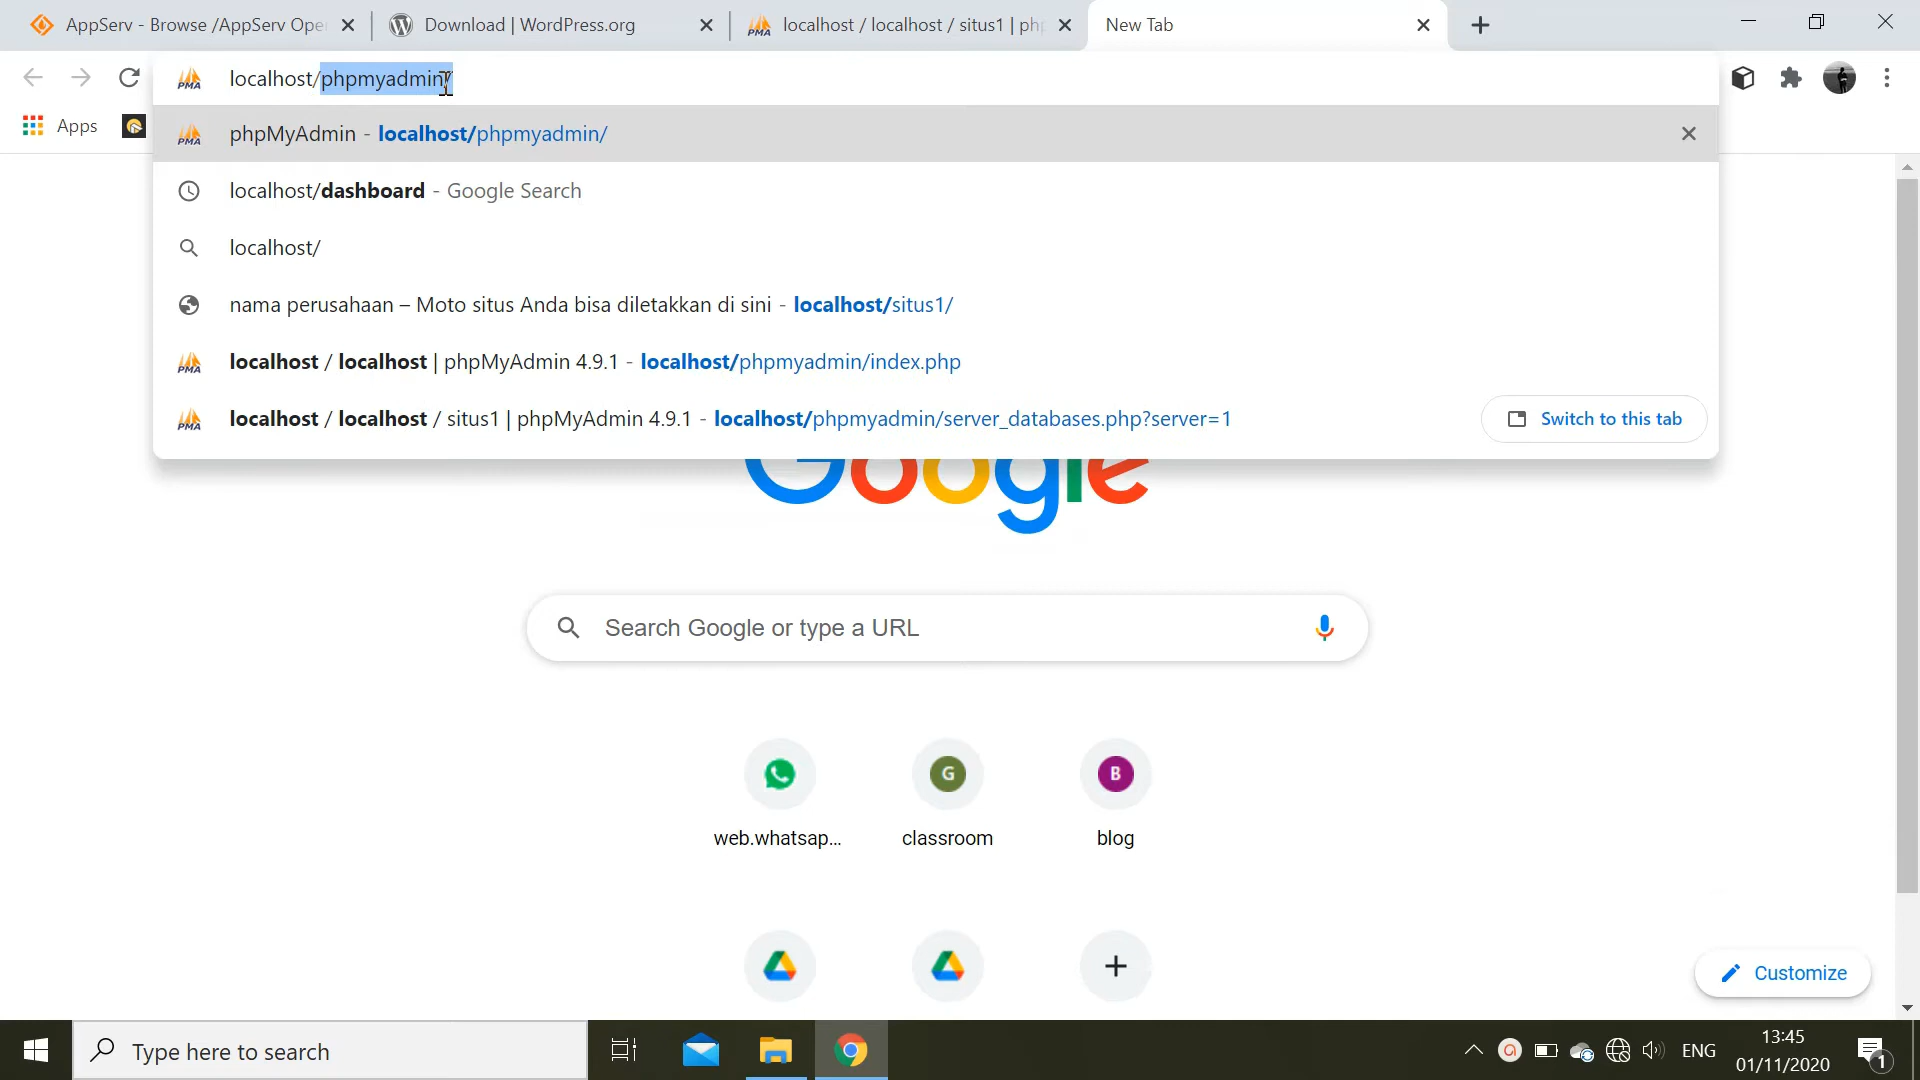 AppServ - Browse /AppServ Ope
Download | WordPress.org
localhost / localhost / situs1 | ph
New Tab
PMA
localhost/phpmyadmin/
Apps
phpMyAdmin - localhost/phpmyadmin/
localhost/dashboard - Google Search
localhost/
nama perusahaan – Moto situs Anda bisa diletakkan di sini - localhost/situs1/
localhost / localhost | phpMyAdmin 4.9.1 - localhost/phpmyadmin/index.php
localhost / localhost / situs1 | phpMyAdmin 4.9.1 - localhost/phpmyadmin/server_databases.php?server=1
Switch to this tab
Google
Search Google or type a URL
G
B
web.whatsap...
classroom
blog
Customize
Type here to search
ENG
13:45
01/11/2020
1